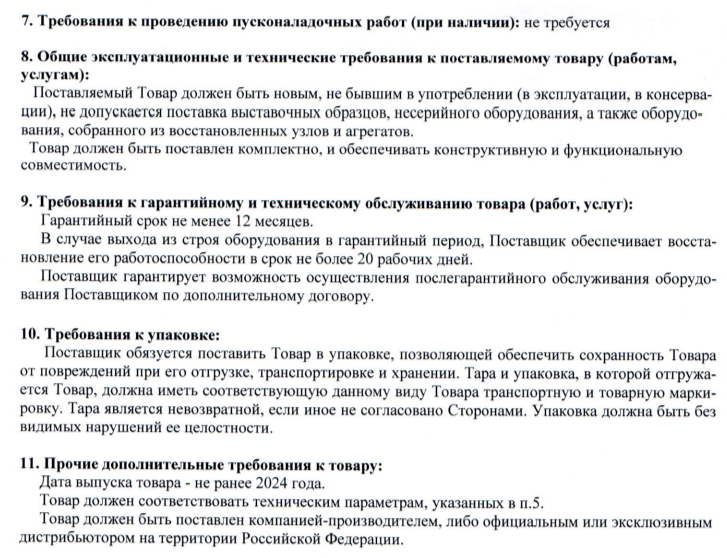 7. Требования к проведению пусконаладочных работ (при наличии): не требуется
8. Общие эксплуатационные и технические требования к поставляемому товару (работам,
услугам):
Поставляемый Товар должен быть новым, не бывшим в употреблении (в эксплуатации, в консерва-
ции), не допускается поставка выставочных образцов, несерийного оборудования, а также оборудо-
вания, собранного из восстановленных узлов и агрегатов.
Товар должен быть поставлен комплектно, и обеспечивать конструктивную и функциональную
совместимость.
9. Требования к гарантийному и техническому обслуживанию товара (работ, услуг):
Гарантийный срок не менее 12 месяцев.
В случае выхода из строя оборудования в гарантийный период, Поставщик обеспечивает восста-
новление его работоспособности в срок не более 20 рабочих дней.
Поставщик гарантирует возможность осуществления послегарантийного обслуживания оборудо-
вания Поставщиком по дополнительному договору.
10. Требования к упаковке:
Поставщик обязуется поставить Товар в упаковке, позволяющей обеспечить сохранность Товара
от повреждений при его отгрузке, транспортировке и хранении. Тара и упаковка, в которой отгружа-
ется Товар, должна иметь соответствующую данному виду Товара транспортную и товарную марки-
ровку. Тара является невозвратной, если иное не согласовано Сторонами. Упаковка должна быть без
видимых нарушений ее целостности.
11. Прочие дополнительные требования к товару:
Дата выпуска товара - не ранее 2024 года.
Товар должен соответствовать техническим параметрам, указанных в п.5.
Товар должен быть поставлен компанией-производителем, либо официальным или эксклюзивным
дистрибьютором на территории Российской Федерации.